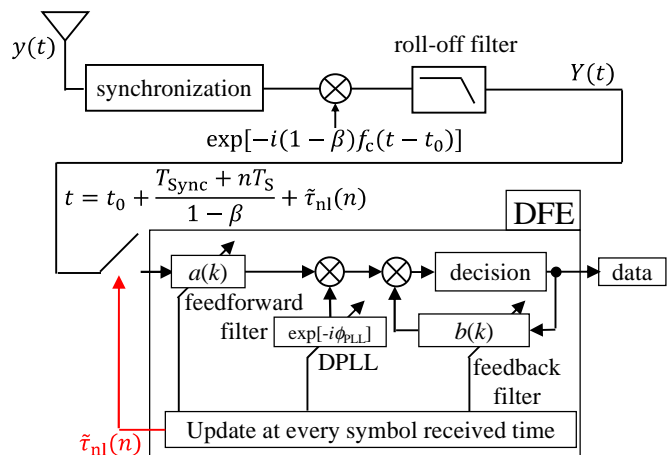 y(t)
synchronization
roll-off filter
Y(t)
exp[−i(1 − β)f_c(t − t_0)]
t = t_0 + \frac{T_Sync + nT_S}{1 − β} + τ̃_nl(n)
DFE
a(k)
decision
data
feedforward
filter
exp[-iϕ_PLL]
b(k)
DPLL
feedback
filter
τ̃_nl(n)
Update at every symbol received time